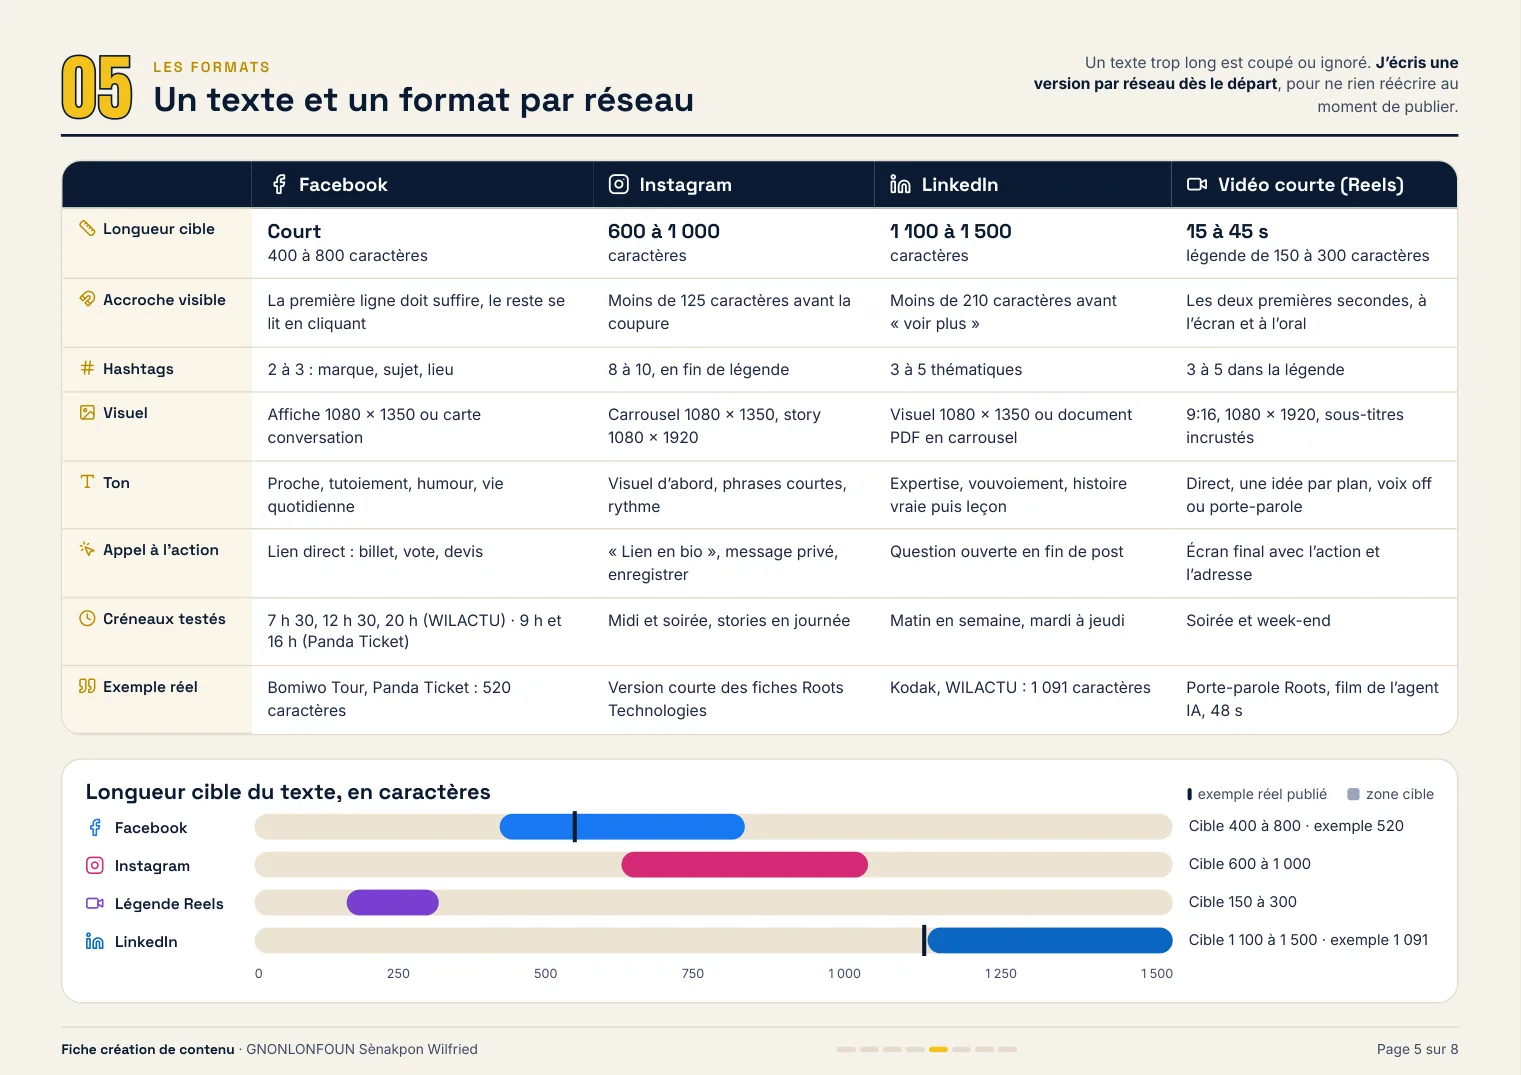 05
LES FORMATS
Un texte et un format par réseau
Un texte trop long est coupé ou ignoré. J’écris une
version par réseau dès le départ, pour ne rien réécrire au
moment de publier.
Facebook
Instagram
LinkedIn
Vidéo courte (Reels)
Longueur cible
Court
400 à 800 caractères
600 à 1 000
caractères
1 100 à 1 500
caractères
15 à 45 s
légende de 150 à 300 caractères
Accroche visible
La première ligne doit suffire, le reste se
lit en cliquant
Moins de 125 caractères avant la
coupure
Moins de 210 caractères avant
« voir plus »
Les deux premières secondes, à
l’écran et à l’oral
Hashtags
2 à 3 : marque, sujet, lieu
8 à 10, en fin de légende
3 à 5 thématiques
3 à 5 dans la légende
Visuel
Affiche 1080 × 1350 ou carte
conversation
Carrousel 1080 × 1350, story
1080 × 1920
Visuel 1080 × 1350 ou document
PDF en carrousel
9:16, 1080 × 1920, sous-titres
incrustés
Ton
Proche, tutoiement, humour, vie
quotidienne
Visuel d’abord, phrases courtes,
rythme
Expertise, vouvoiement, histoire
vraie puis leçon
Direct, une idée par plan, voix off
ou porte-parole
Appel à l’action
Lien direct : billet, vote, devis
« Lien en bio », message privé,
enregistrer
Question ouverte en fin de post
Écran final avec l’action et
l’adresse
Créneaux testés
7 h 30, 12 h 30, 20 h (WILACTU) · 9 h et
16 h (Panda Ticket)
Midi et soirée, stories en journée
Matin en semaine, mardi à jeudi
Soirée et week-end
Exemple réel
Bomiwo Tour, Panda Ticket : 520
caractères
Version courte des fiches Roots
Technologies
Kodak, WILACTU : 1 091 caractères
Porte-parole Roots, film de l’agent
IA, 48 s
Longueur cible du texte, en caractères
exemple réel publié
zone cible
Facebook
Cible 400 à 800 · exemple 520
Instagram
Cible 600 à 1 000
Légende Reels
Cible 150 à 300
LinkedIn
Cible 1 100 à 1 500 · exemple 1 091
0 250 500 750 1 000 1 250 1 500
Fiche création de contenu · GNONLONFOUN Sènakpon Wilfried
Page 5 sur 8